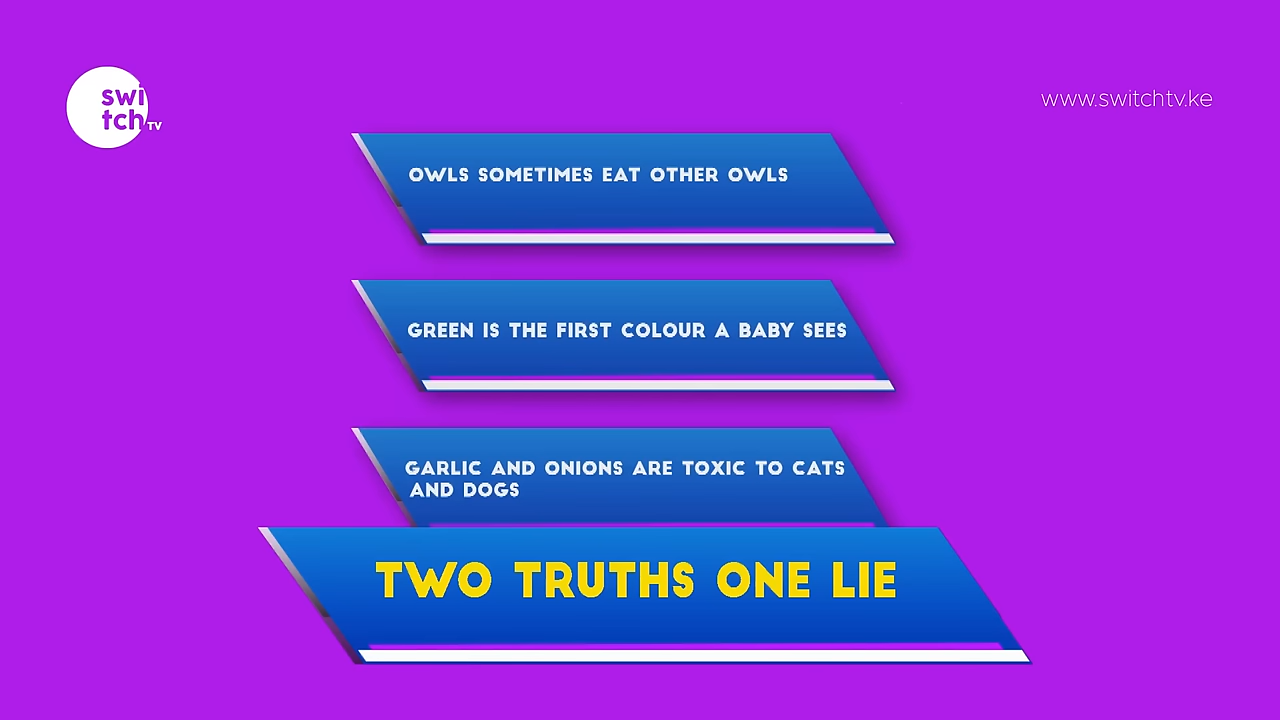 swi
tch TV
www.switchtv.ke
OWLS SOMETIMES EAT OTHER OWLS
GREEN IS THE FIRST COLOUR A BABY SEES
GARLIC AND ONIONS ARE TOXIC TO CATS
AND DOGS
TWO TRUTHS ONE LIE